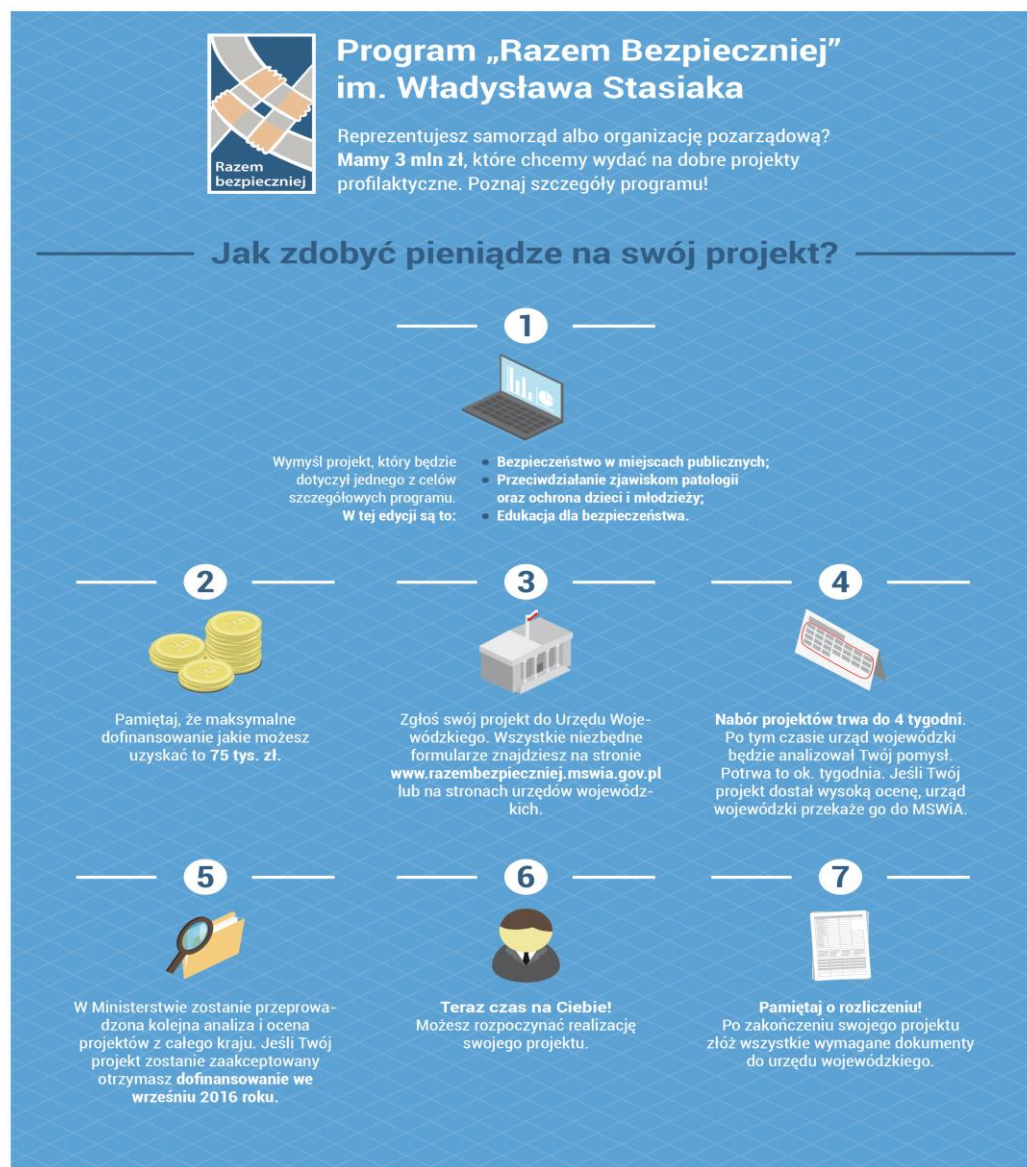 Razem
bezpieczniej
Program „Razem Bezpieczniej”
im. Władysława Stasiaka
Reprezentujesz samorząd albo organizację pozarządową?
Mamy 3 mln zł, które chcemy wydać na dobre projekty
profilaktyczne. Poznaj szczegóły programu!
Jak zdobyć pieniądze na swój projekt?
1
Wymyśl projekt, który będzie
dotyczył jednego z celów
szczegółowych programu.
W tej edycji są to:
• Bezpieczeństwo w miejscach publicznych;
• Przeciwdziałanie zjawiskom patologii
oraz ochrona dzieci i młodzieży;
• Edukacja dla bezpieczeństwa.
2
Pamiętaj, że maksymalne
dofinansowanie jakie możesz
uzyskać to 75 tys. zł.
3
Zgłoś swój projekt do Urzędu Woje-
wódzkiego. Wszystkie niezbędne
formularze znajdziesz na stronie
www.razembezpieczniej.mswia.gov.pl
lub na stronach urzędów wojewódz-
kich.
4
Nabór projektów trwa do 4 tygodni.
Po tym czasie urząd wojewódzki
będzie analizował Twój pomysł.
Potrwa to ok. tygodnia. Jeśli Twój
projekt dostał wysoką ocenę, urząd
wojewódzki przekaże go do MSWiA.
5
W Ministerstwie zostanie przeprowa-
dzona kolejna analiza i ocena
projektów z całego kraju. Jeśli Twój
projekt zostanie zaakceptowany
otrzymasz dofinansowanie we
wrześniu 2016 roku.
6
Teraz czas na Ciebie!
Możesz rozpoczynać realizację
swojego projektu.
7
Pamiętaj o rozliczeniu!
Po zakończeniu swojego projektu
złóż wszystkie wymagane dokumenty
do urzędu wojewódzkiego.